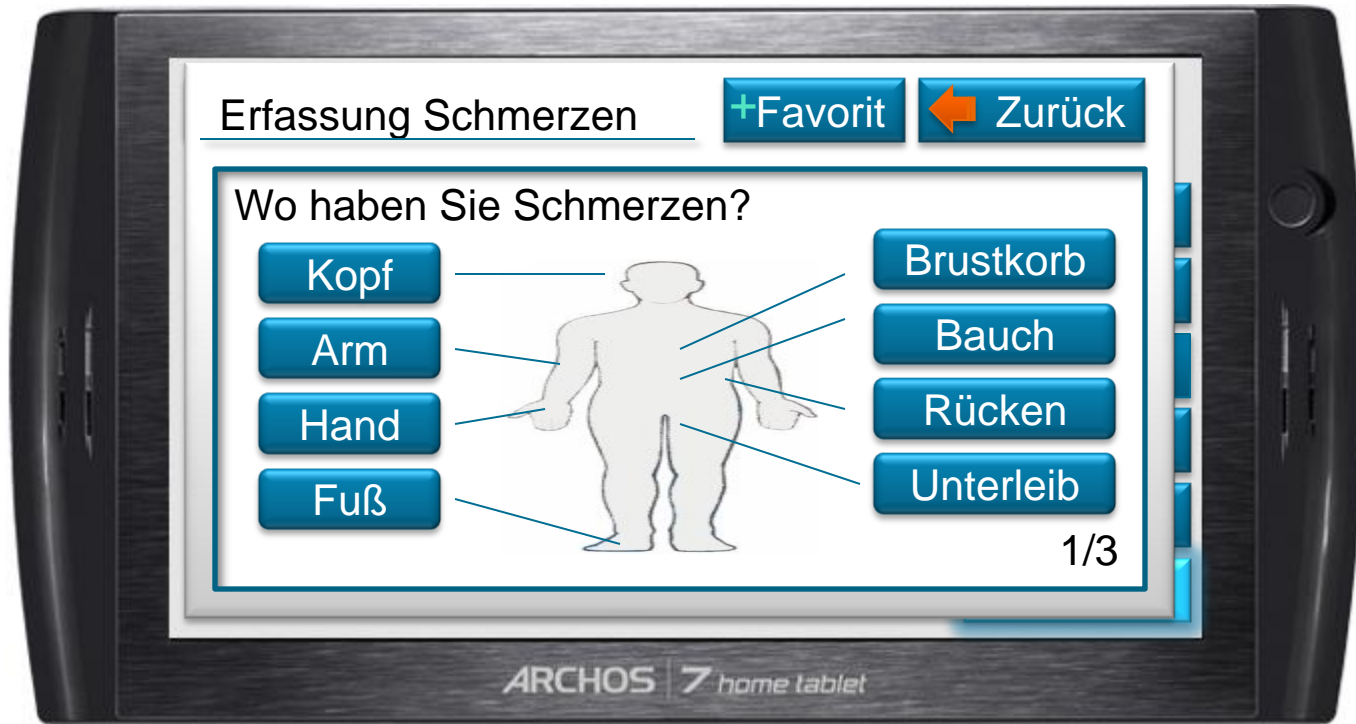 Erfassung Schmerzen
+Favorit
Zurück
Wo haben Sie Schmerzen?
Kopf
Arm
Hand
Fuß
Brustkorb
Bauch
Rücken
Unterleib
1/3
ARCHOS 7 home tablet